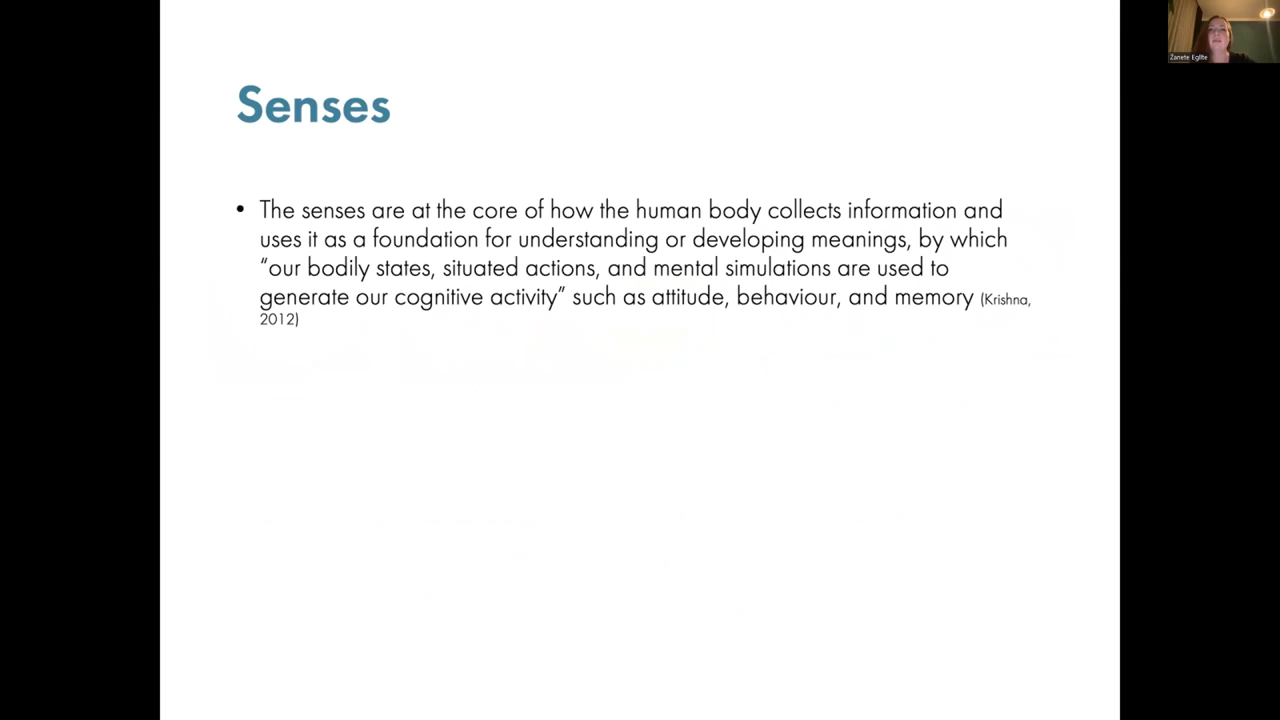 Senses
• The senses are at the core of how the human body collects information and
uses it as a foundation for understanding or developing meanings, by which
“our bodily states, situated actions, and mental simulations are used to
generate our cognitive activity” such as attitude, behaviour, and memory (Krishna,
2012)
Zanete Eglite